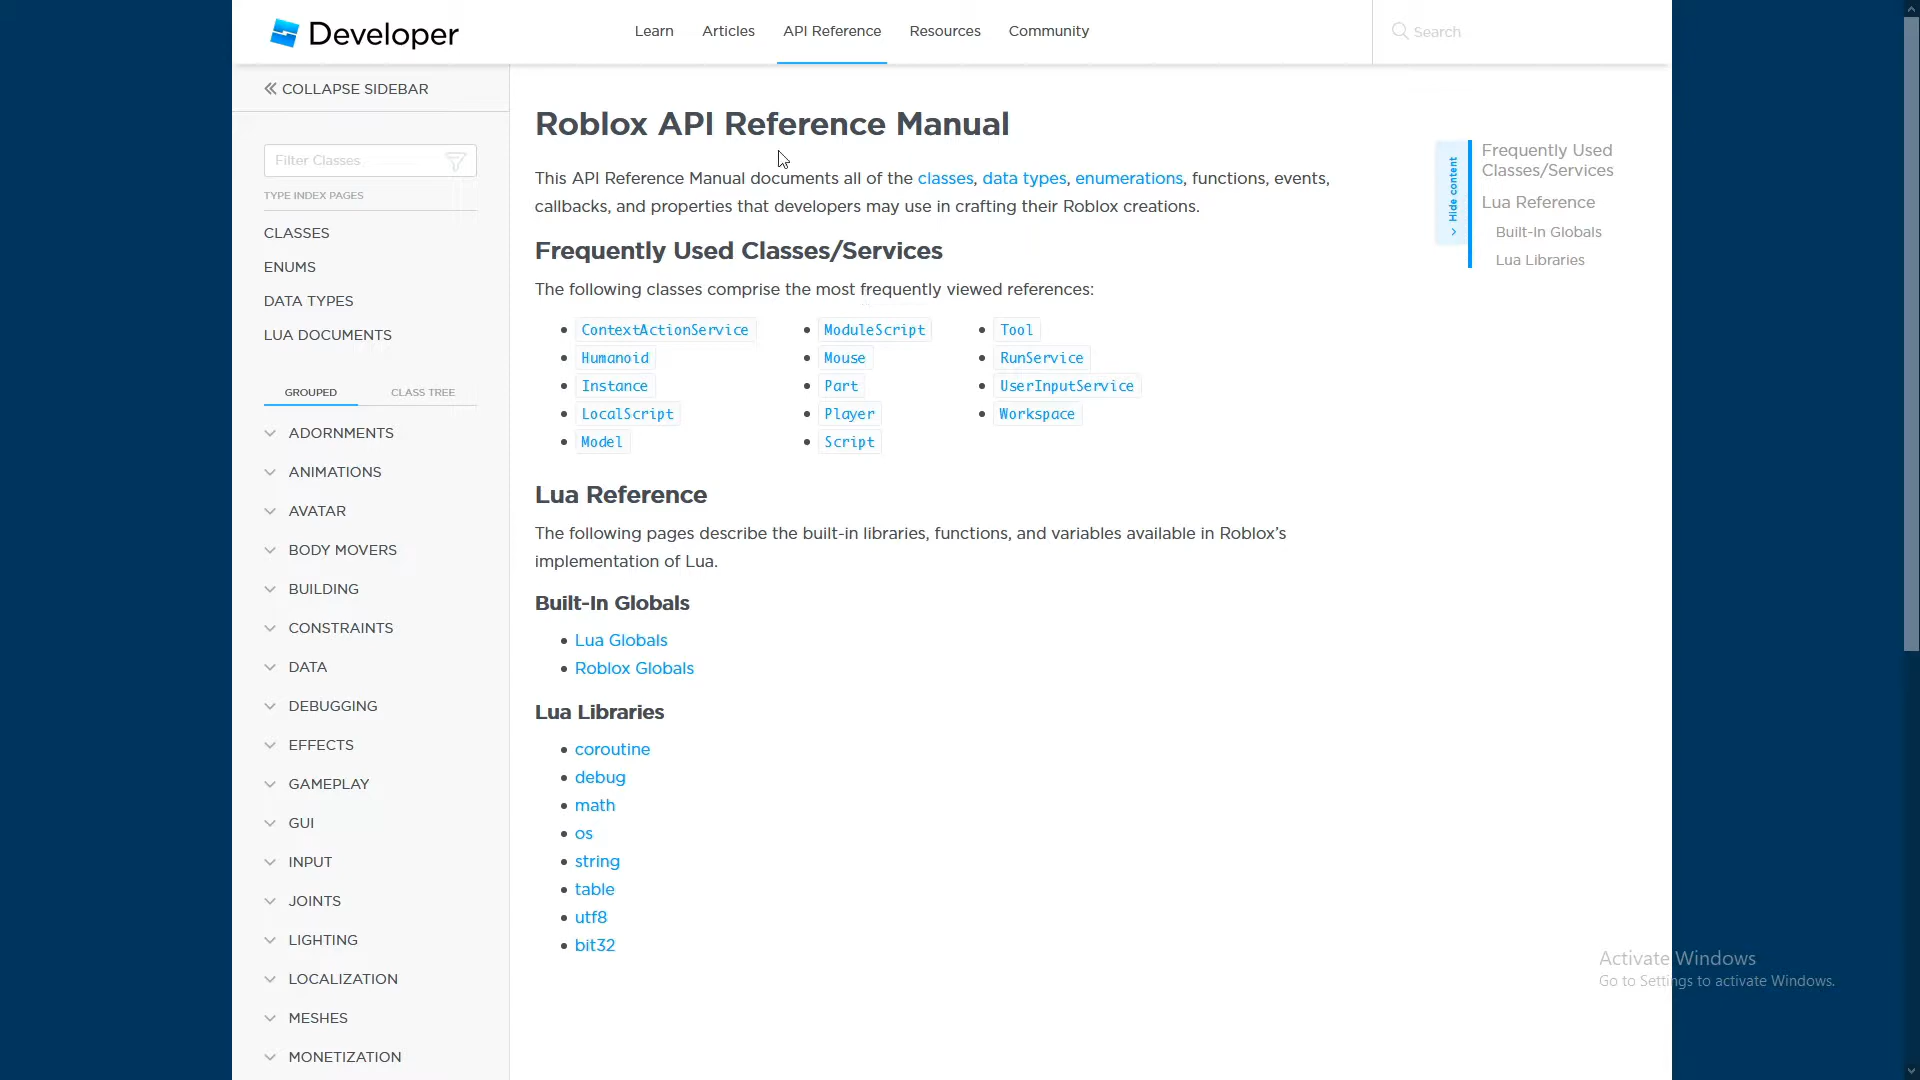 Developer
Learn
Articles
API Reference
Resources
Community
Search
COLLAPSE SIDEBAR
Filter Classes
TYPE INDEX PAGES
CLASSES
ENUMS
DATA TYPES
LUA DOCUMENTS
GROUPED
CLASS TREE
ADORNMENTS
ANIMATIONS
AVATAR
BODY MOVERS
BUILDING
CONSTRAINTS
DATA
DEBUGGING
EFFECTS
GAMEPLAY
GUI
INPUT
JOINTS
LIGHTING
LOCALIZATION
MESHES
MONETIZATION
Roblox API Reference Manual
This API Reference Manual documents all of the classes, data types, enumerations, functions, events,
callbacks, and properties that developers may use in crafting their Roblox creations.
Frequently Used Classes/Services
The following classes comprise the most frequently viewed references:
ContextActionService
Humanoid
Instance
LocalScript
Model
ModuleScript
Mouse
Part
Player
Script
Tool
RunService
UserInputService
Workspace
Lua Reference
The following pages describe the built-in libraries, functions, and variables available in Roblox’s
implementation of Lua.
Built-In Globals
Lua Globals
Roblox Globals
Lua Libraries
coroutine
debug
math
os
string
table
utf8
bit32
Hide content
Frequently Used
Classes/Services
Lua Reference
Built-In Globals
Lua Libraries
Activate Windows
Go to Settings to activate Windows.